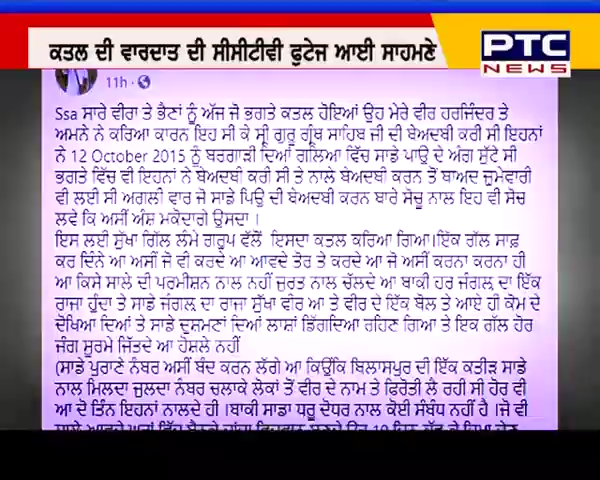 ਕਤਲ ਦੀ ਵਾਰਦਾਤ ਦੀ ਸੀਸੀਟੀਵੀ ਫੁਟੇਜ ਆਈ ਸਾਹਮਣੇ
PTC
NEWS
11h
Ssa ਸਾਰੇ ਵੀਰਾ ਤੇ ਭੈਣਾਂ ਨੂੰ ਅੱਜ ਜੋ ਭਗਤੇ ਕਤਲ ਹੋਇਆਂ ਉਹ ਮੇਰੇ ਵੀਰ ਹਰਜਿੰਦਰ ਤੇ
ਅਮਨੇ ਨੇ ਕਰਿਆ ਕਾਰਨ ਇਹ ਸੀ ਕੇ ਸ੍ਰੀ ਗੁਰੂ ਗ੍ਰੰਥ ਸਾਹਿਬ ਜੀ ਦੀ ਬੇਅਦਬੀ ਕਰੀ ਸੀ ਇਹਨਾਂ
ਨੇ 12 October 2015 ਨੂੰ ਬਰਗਾੜੀ ਦਿਆਂ ਗਲਿਆ ਵਿੱਚ ਸਾਡੇ ਪਾਉ ਦੇ ਅੰਗ ਸੁੱਟੇ ਸੀ
ਭਗਤੇ ਵਿੱਚ ਵੀ ਇਹਨਾਂ ਨੇ ਬੇਅਦਬੀ ਕਰੀ ਸੀ ਤੇ ਨਾਲੇ ਬੇਅਦਬੀ ਕਰਨ ਤੋਂ ਬਾਅਦ ਜੁਮੇਵਾਰੀ
ਵੀ ਲਈ ਸੀ ਅਗਲੀ ਵਾਰ ਜੋ ਸਾਡੇ ਪਿਉ ਦੀ ਬੇਅਦਬੀ ਕਰਨ ਬਾਰੇ ਸੋਚੂ ਨਾਲ ਇਹ ਵੀ ਸੋਚ
ਲਵੇ ਕਿ ਅਸੀਂ ਅੰਸ਼ ਮਕੋਦਾਗੇ ਉਸਦਾ ।
ਇਸ ਲਈ ਸੁੱਖਾ ਗਿੱਲ ਲੰਮੇ ਗਰੁਪ ਵੱਲੋਂ ਇਸਦਾ ਕਤਲ ਕਰਿਆ ਗਿਆ।ਇੱਕ ਗੱਲ ਸਾਫ਼
ਕਰ ਦਿੰਨੇ ਆ ਅਸੀਂ ਜੋ ਵੀ ਕਰਦੇ ਆ ਆਵਦੇ ਤੋਰ ਤੇ ਕਰਦੇ ਆ ਜੋ ਅਸੀਂ ਕਰਨਾ ਕਰਨਾ ਹੀ
ਆ ਕਿਸੇ ਸਾਲੇ ਦੀ ਪਰਮੀਸ਼ਨ ਨਾਲ ਨਹੀਂ ਜੁਰਤ ਨਾਲ ਚੱਲਦੇ ਆ ਬਾਕੀ ਹਰ ਜੰਗਲ਼ ਦਾ ਇੱਕ
ਰਾਜਾ ਹੁੰਦਾ ਤੇ ਸਾਡੇ ਜੰਗਲ਼ ਦਾ ਰਾਜਾ ਸੁੱਖਾ ਵੀਰ ਆ ਤੇ ਵੀਰ ਦੇ ਇੱਕ ਬੋਲ ਤੇ ਆਏ ਹੀ ਕੋਮ ਦੇ
ਦੋਖਿਆ ਦਿਆਂ ਤੇ ਸਾਡੇ ਦੁਸਮਣਾਂ ਦਿਆਂ ਲਾਸ਼ਾਂ ਡਿੱਗਦਿਆ ਰਹਿਣ ਗਿਆ ਤੇ ਇਕ ਗੱਲ ਹੋਰ
ਜੰਗ ਸੂਰਮੇ ਜਿੱਤਦੇ ਆ ਹੋਸ਼ਲੇ ਨਹੀਂ
(ਸਾਡੇ ਪੁਰਾਣੇ ਨੰਬਰ ਅਸੀਂ ਬੰਦ ਕਰਨ ਲੱਗੇ ਆ ਕਿਉਂਕਿ ਬਿਲਾਸਪੁਰ ਦੀ ਇੱਕ ਕਤੀੜ ਸਾਡੇ
ਨਾਲ ਮਿਲਦਾ ਜੁਲਦਾ ਨੰਬਰ ਚਲਾਕੇ ਲੋਕਾਂ ਤੋਂ ਵੀਰ ਦੇ ਨਾਮ ਤੇ ਫਿਰੋਤੀ ਲੈ ਰਹੀ ਸੀ ਹੋਰ ਵੀ
ਆ ਦੋ ਤਿੰਨ ਇਹਨਾਂ ਨਾਲਦੇ ਹੀ ।ਬਾਕੀ ਸਾਡਾ ਧਰੂ ਦੋਧਰ ਨਾਲ ਕੋਈ ਸੰਬੰਧ ਨਹੀਂ ਹੈ।ਜੋ ਵੀ